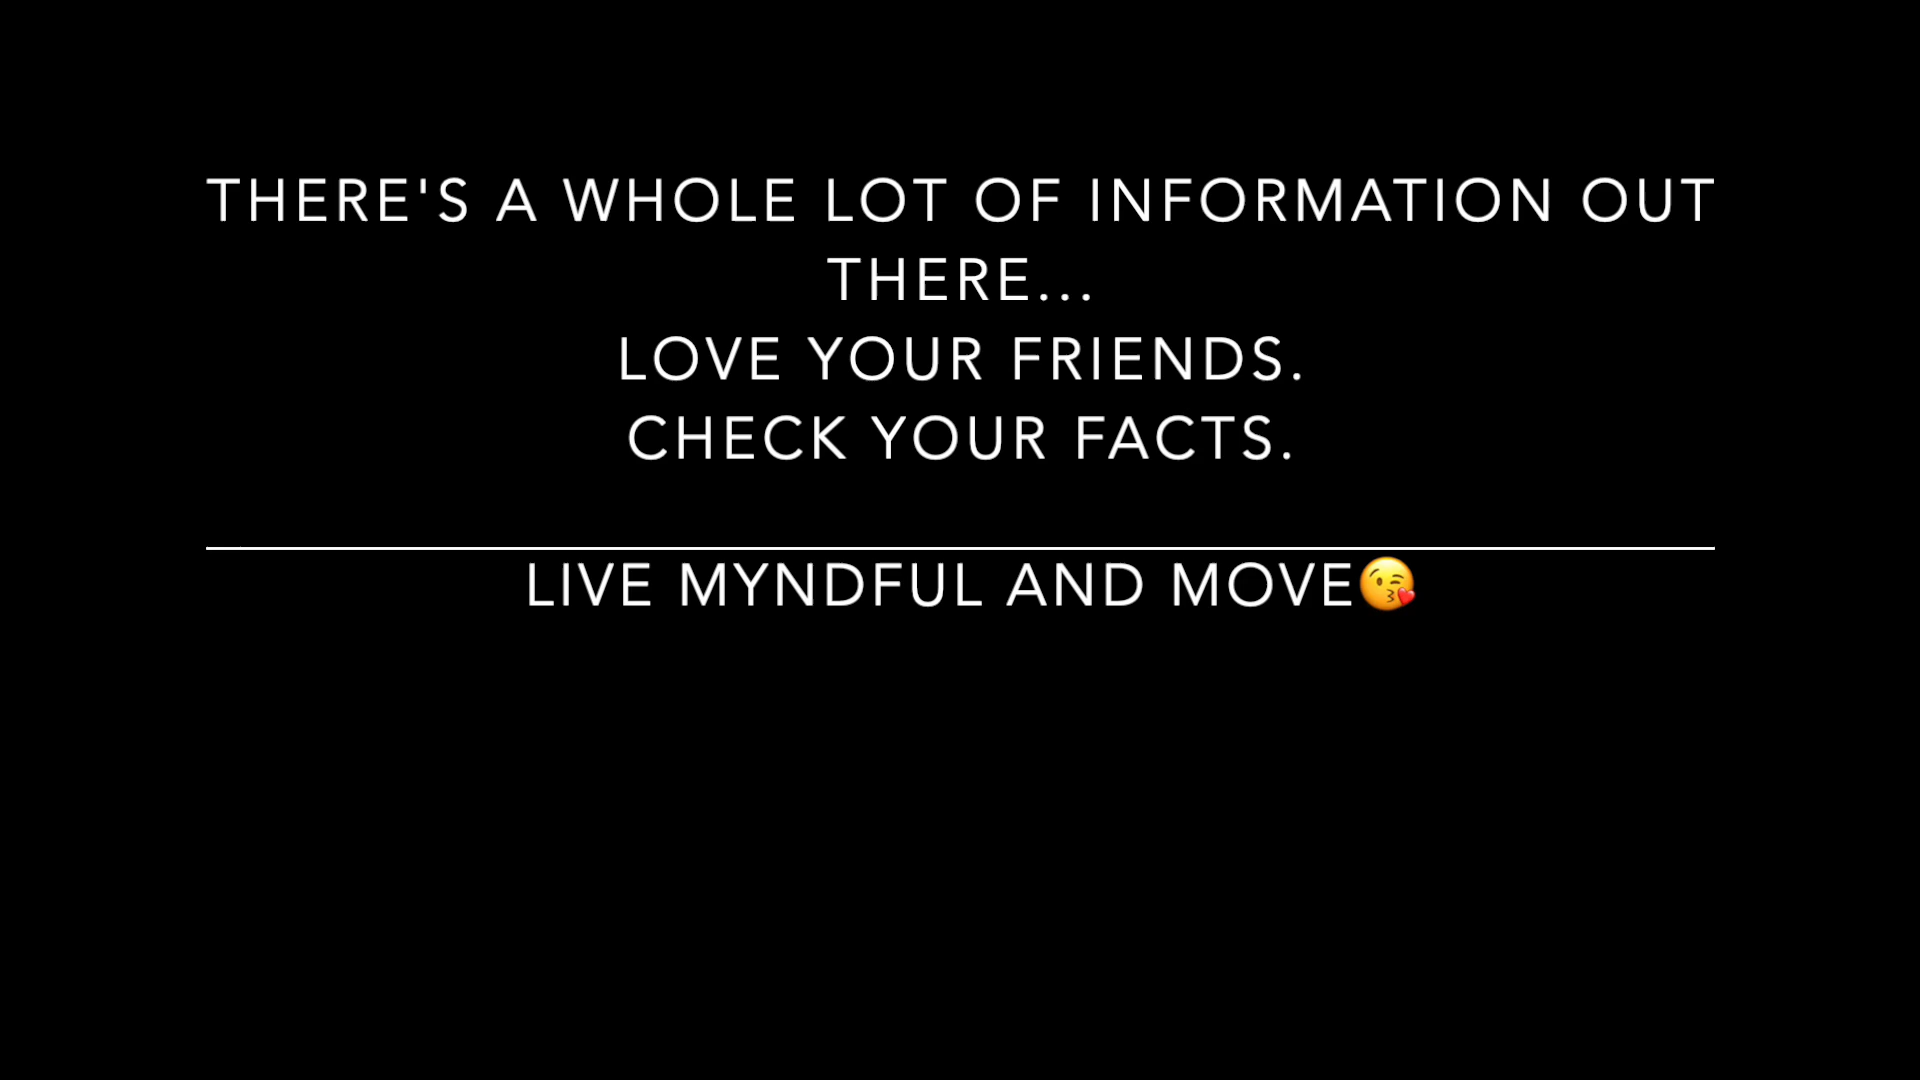 THERE'S A WHOLE LOT OF INFORMATION OUT
THERE...
LOVE YOUR FRIENDS.
CHECK YOUR FACTS.
LIVE MYNDFUL AND MOVE😘